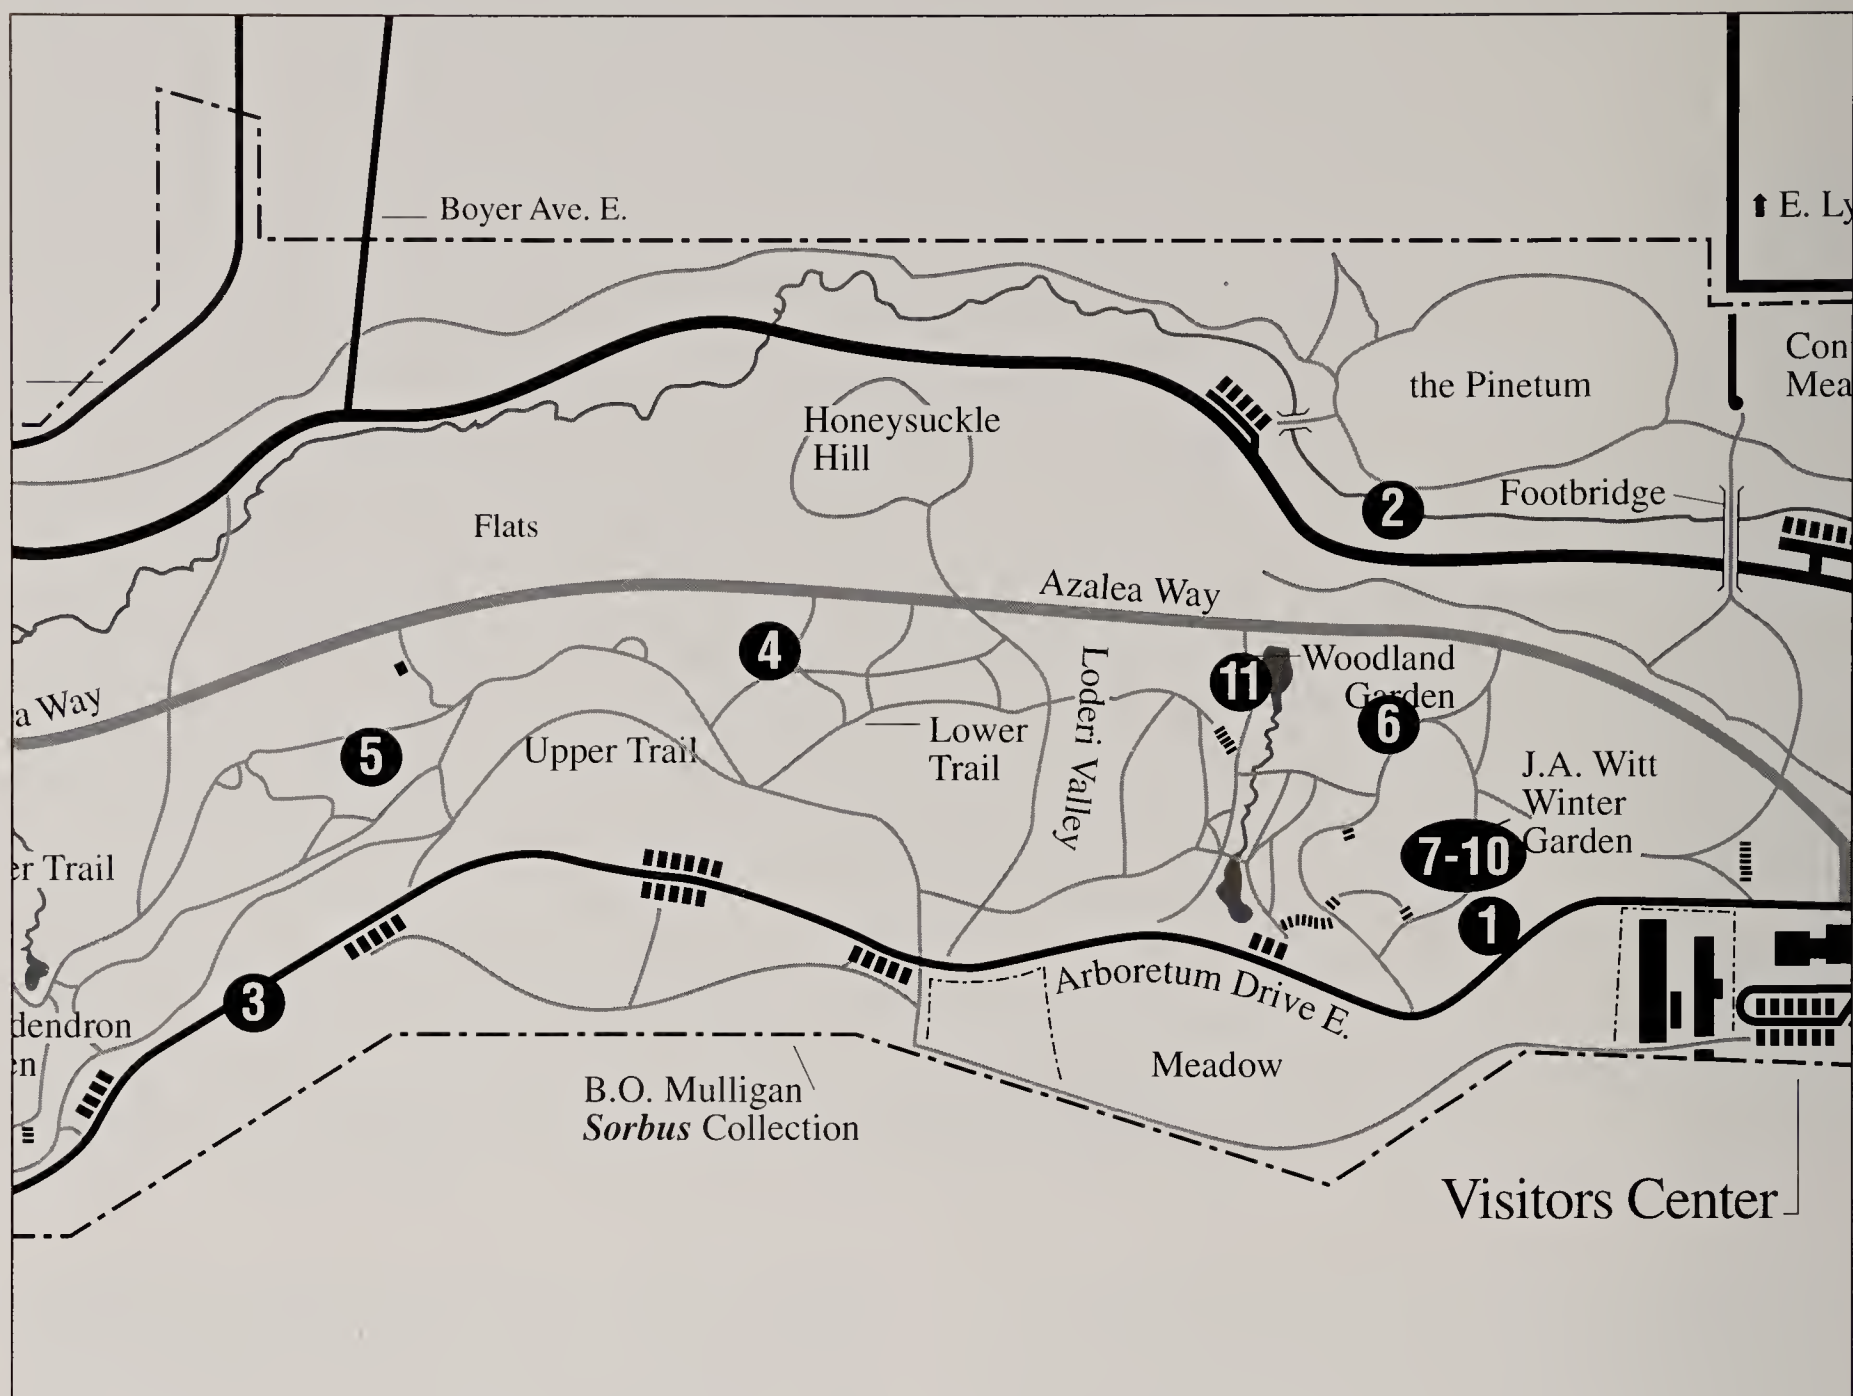 Boyer Ave. E.
E. Ly
the Pinetum
Con
Mea
Honeysuckle
Hill
Footbridge
2
Flats
Azalea Way
4
11
Woodland
Garden
6
a Way
5
Upper Trail
Lower
Trail
Loderi Valley
J.A. Witt
Winter
Garden
7-10
er Trail
1
3
Arboretum Drive E.
dendron
en
Meadow
B.O. Mulligan
Sorbus Collection
Visitors Center